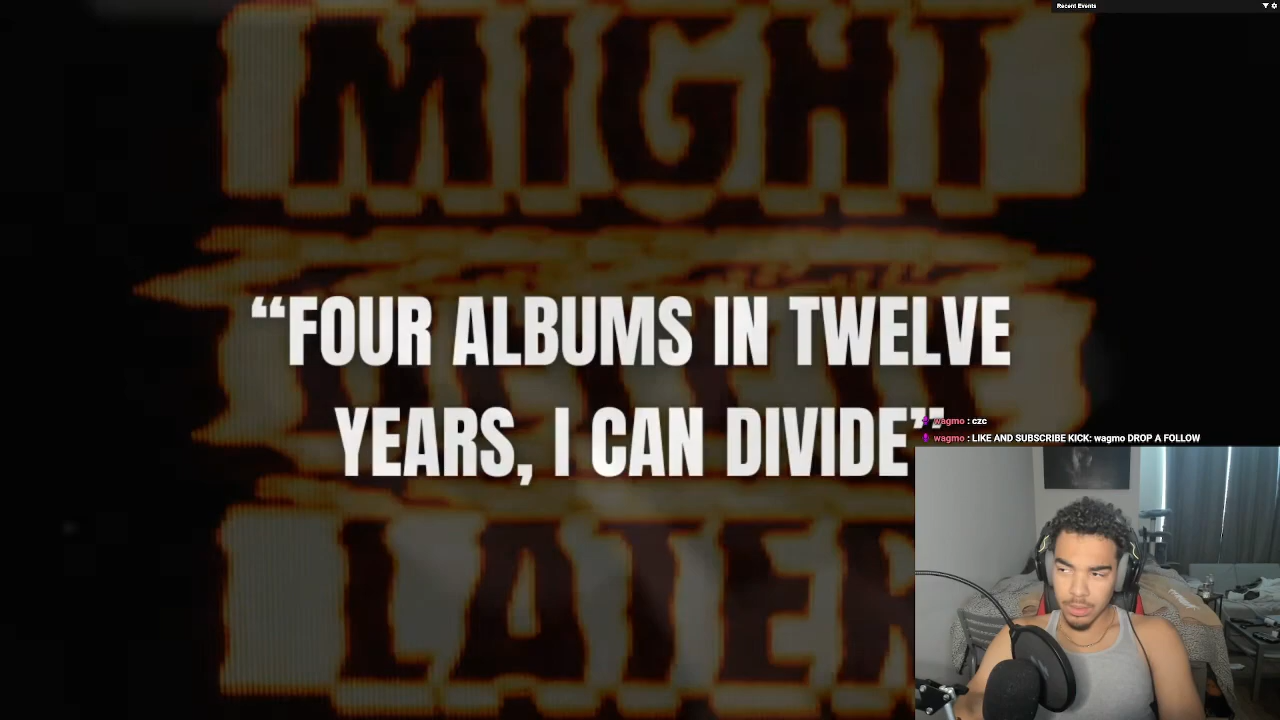 Recent Events
MIGHT
“FOUR ALBUMS IN TWELVE
YEARS, I CAN DIVIDE”
wagmo : czc
wagmo : LIKE AND SUBSCRIBE KICK: wagmo DROP A FOLLOW
LATER